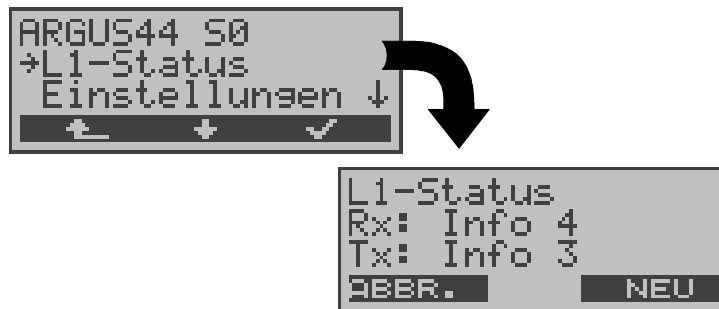 ARGUS44 S0
→L1-Status
Einstellungen ↓
L1-Status
Rx: Info 4
Tx: Info 3
ABBR. NEU